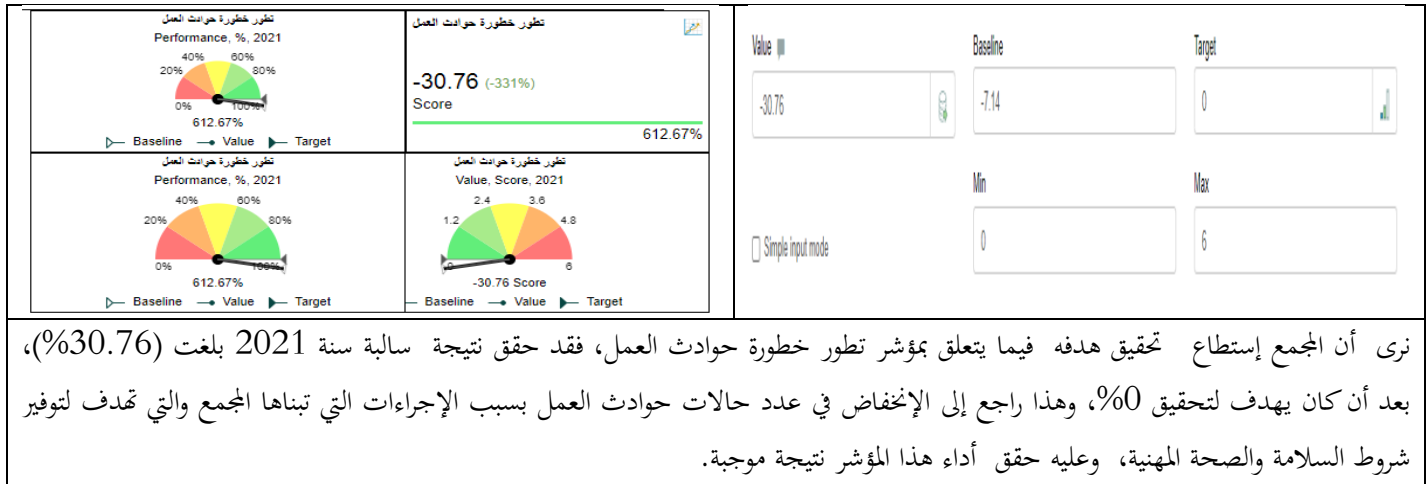 تطور خطورة حوادث العمل
Performance, %, 2021
40% 60%
20% 80%
0% 100%
612.67%
Baseline Value Target
تطور خطورة حوادث العمل
-30.76 (-331%)
Score
612.67%
تطور خطورة حوادث العمل
Performance, %, 2021
40% 60%
20% 80%
0% 100%
612.67%
Baseline Value Target
تطور خطورة حوادث العمل
Value, Score, 2021
2.4 3.6
1.2 4.8
0 6
-30.76 Score
Baseline Value Target
Value Baseline Target
-30.76 -7.14 0
Min Max
Simple input mode 0 6
نرى أن المجمع إستطاع تحقيق هدفه فيما يتعلق بمؤشر تطور خطورة حوادث العمل، فقد حقق نتيجة سالبة سنة 2021 بلغت (30.76%)،
بعد أن كان يهدف لتحقيق 0%، وهذا راجع إلى الإنخفاض في عدد حالات حوادث العمل بسبب الإجراءات التي تبناها المجمع والتي تهدف لتوفير
شروط السلامة والصحة المهنية، وعليه حقق أداء هذا المؤشر نتيجة موجبة.